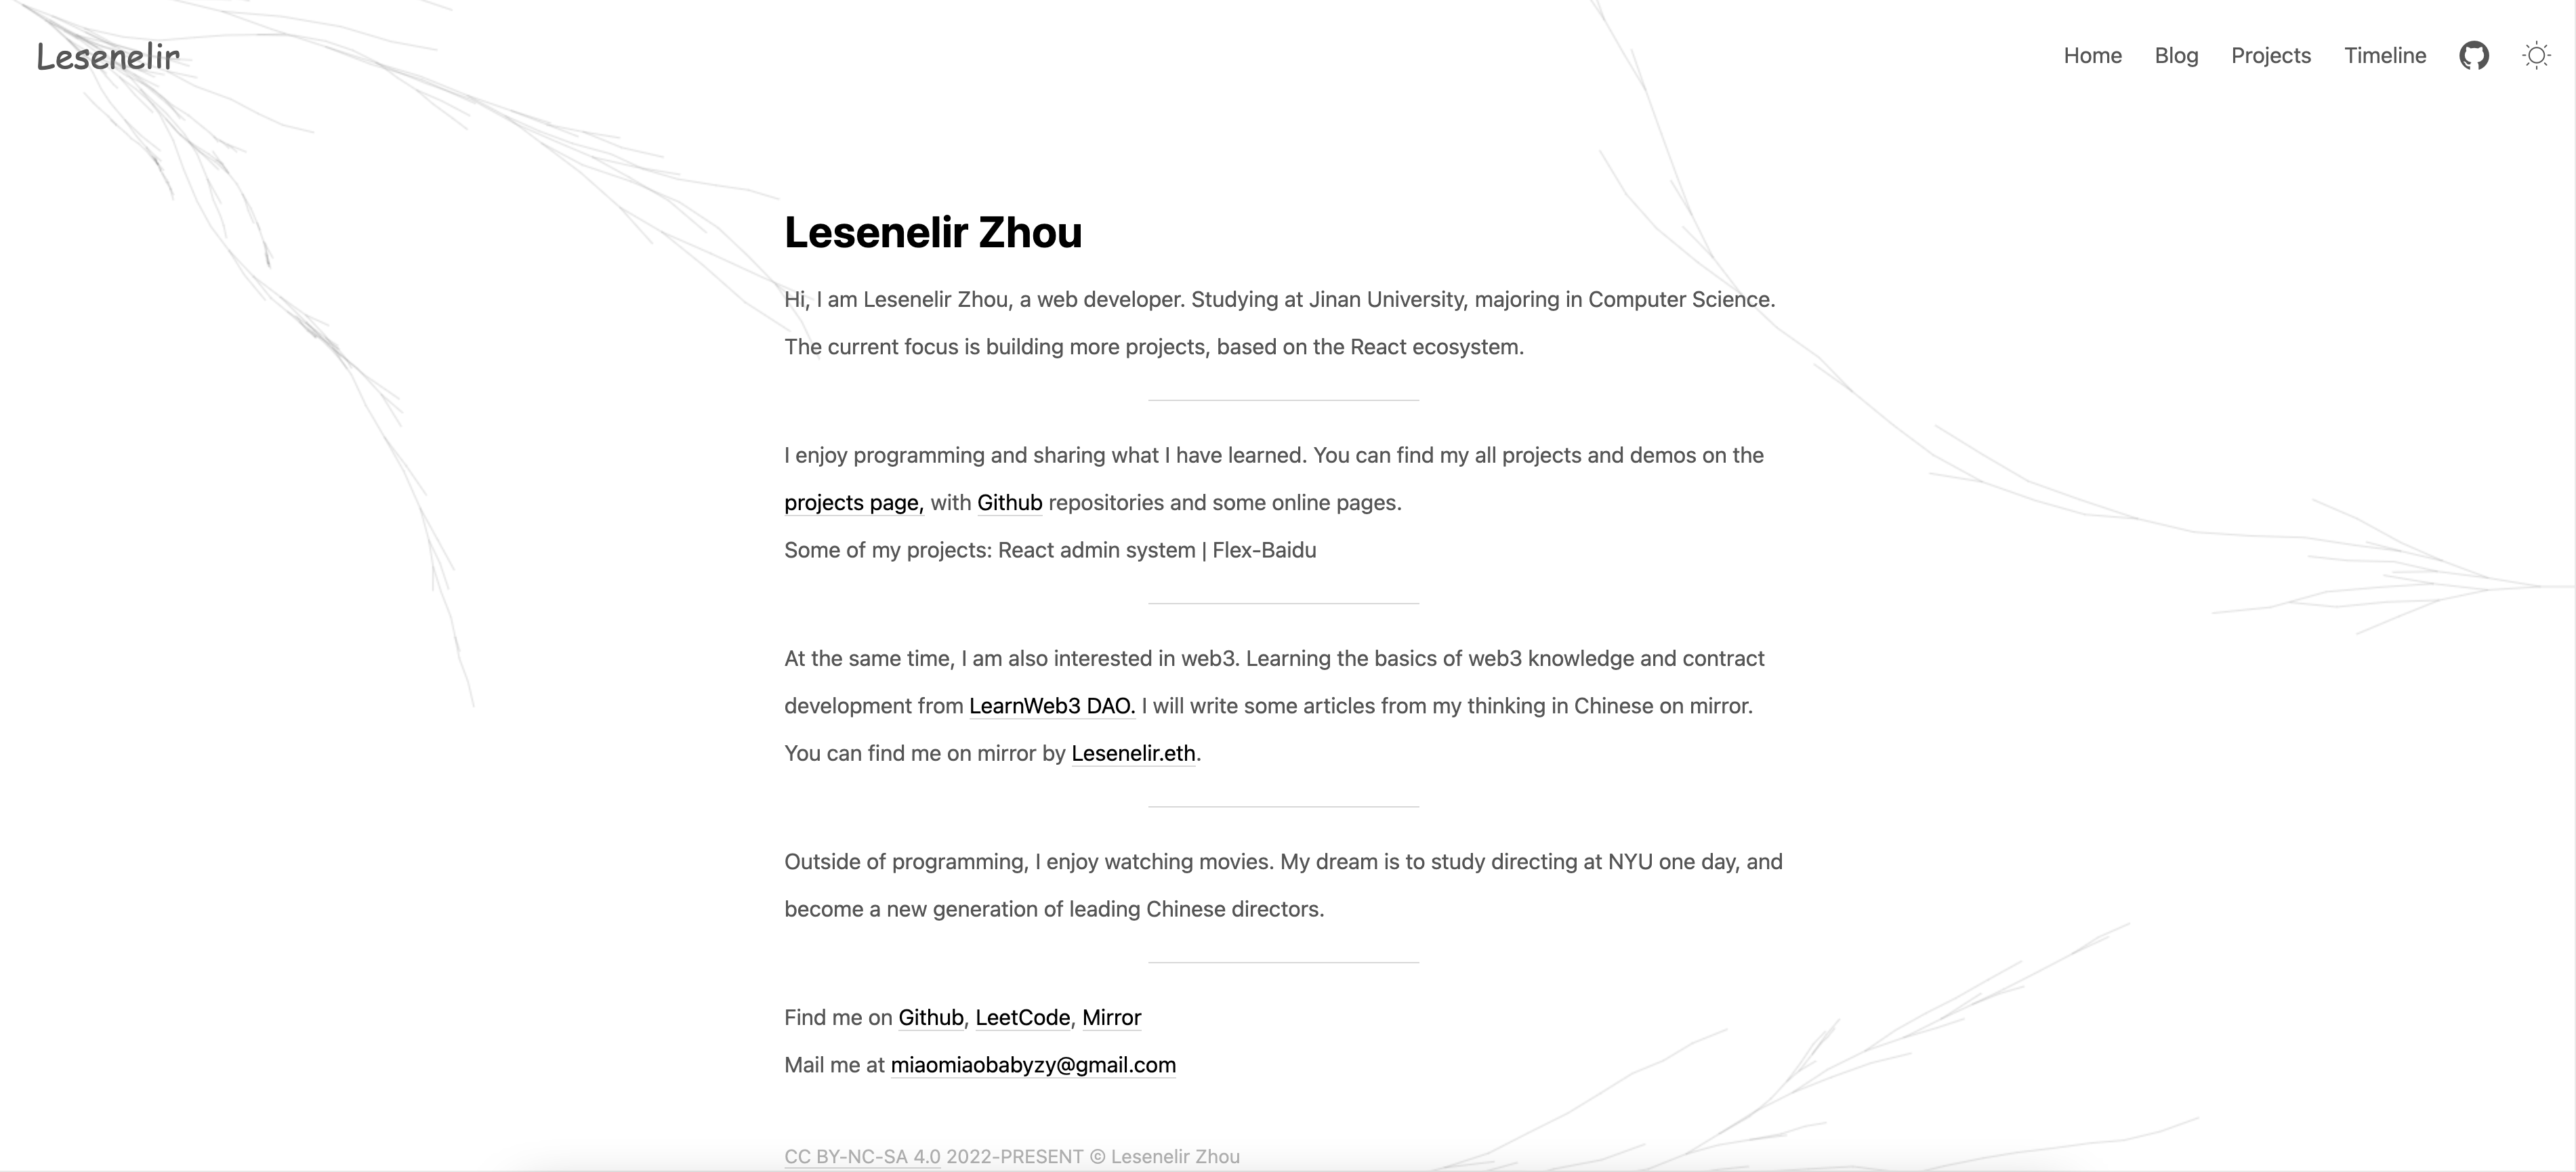 Lesenelir
Home Blog Projects Timeline
Lesenelir Zhou
Hi, I am Lesenelir Zhou, a web developer. Studying at Jinan University, majoring in Computer Science.
The current focus is building more projects, based on the React ecosystem.
I enjoy programming and sharing what I have learned. You can find my all projects and demos on the
projects page, with Github repositories and some online pages.
Some of my projects: React admin system | Flex-Baidu
At the same time, I am also interested in web3. Learning the basics of web3 knowledge and contract
development from LearnWeb3 DAO. I will write some articles from my thinking in Chinese on mirror.
You can find me on mirror by Lesenelir.eth.
Outside of programming, I enjoy watching movies. My dream is to study directing at NYU one day, and
become a new generation of leading Chinese directors.
Find me on Github, LeetCode, Mirror
Mail me at miaomiaobabyzy@gmail.com
CC BY-NC-SA 4.0 2022-PRESENT © Lesenelir Zhou